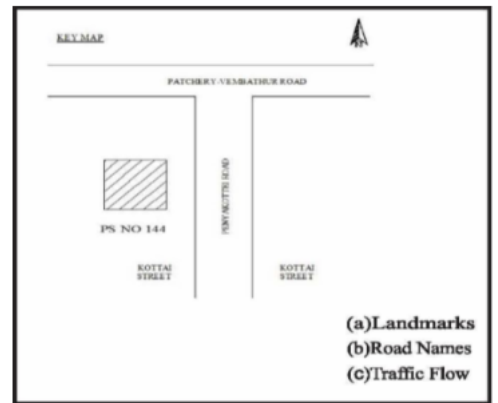 KEY MAP
PATCHERY-VEMBATHUR ROAD
PS NO 144
KOTTAI
STREET
KOTTAI
STREET
(a)Landmarks
(b)Road Names
(c)Traffic Flow